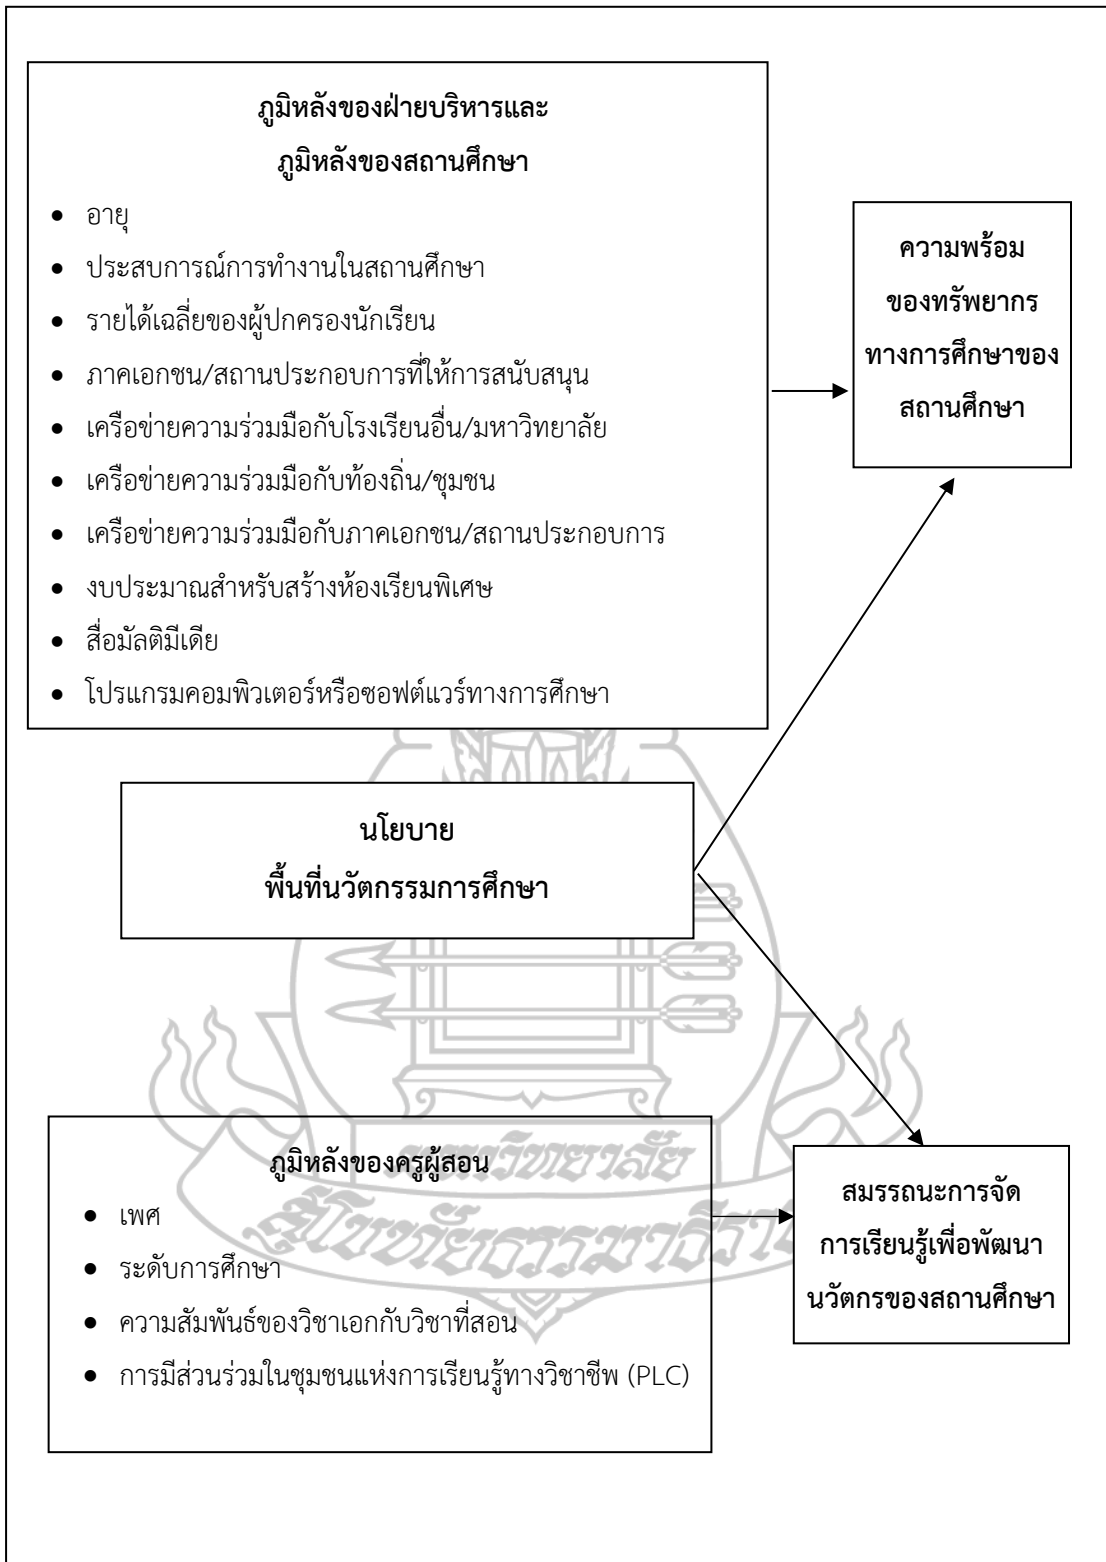 ภูมิหลังของฝ่ายบริหารและ
ภูมิหลังของสถานศึกษา
• อายุ
• ประสบการณ์การทำงานในสถานศึกษา
• รายได้เฉลี่ยของผู้ปกครองนักเรียน
• ภาคเอกชน/สถานประกอบการที่ให้การสนับสนุน
• เครือข่ายความร่วมมือกับโรงเรียนอื่น/มหาวิทยาลัย
• เครือข่ายความร่วมมือกับท้องถิ่น/ชุมชน
• เครือข่ายความร่วมมือกับภาคเอกชน/สถานประกอบการ
• งบประมาณสำหรับสร้างห้องเรียนพิเศษ
• สื่อมัลติมีเดีย
• โปรแกรมคอมพิวเตอร์หรือซอฟต์แวร์ทางการศึกษา
ความพร้อม
ของทรัพยากร
ทางการศึกษาของ
สถานศึกษา
นโยบาย
พื้นที่นวัตกรรมการศึกษา
ภูมิหลังของครูผู้สอน
• เพศ
• ระดับการศึกษา
• ความสัมพันธ์ของวิชาเอกกับวิชาที่สอน
• การมีส่วนร่วมในชุมชนแห่งการเรียนรู้ทางวิชาชีพ (PLC)
สมรรถนะการจัด
การเรียนรู้เพื่อพัฒนา
นวัตกรของสถานศึกษา
มหาวิทยาลัย